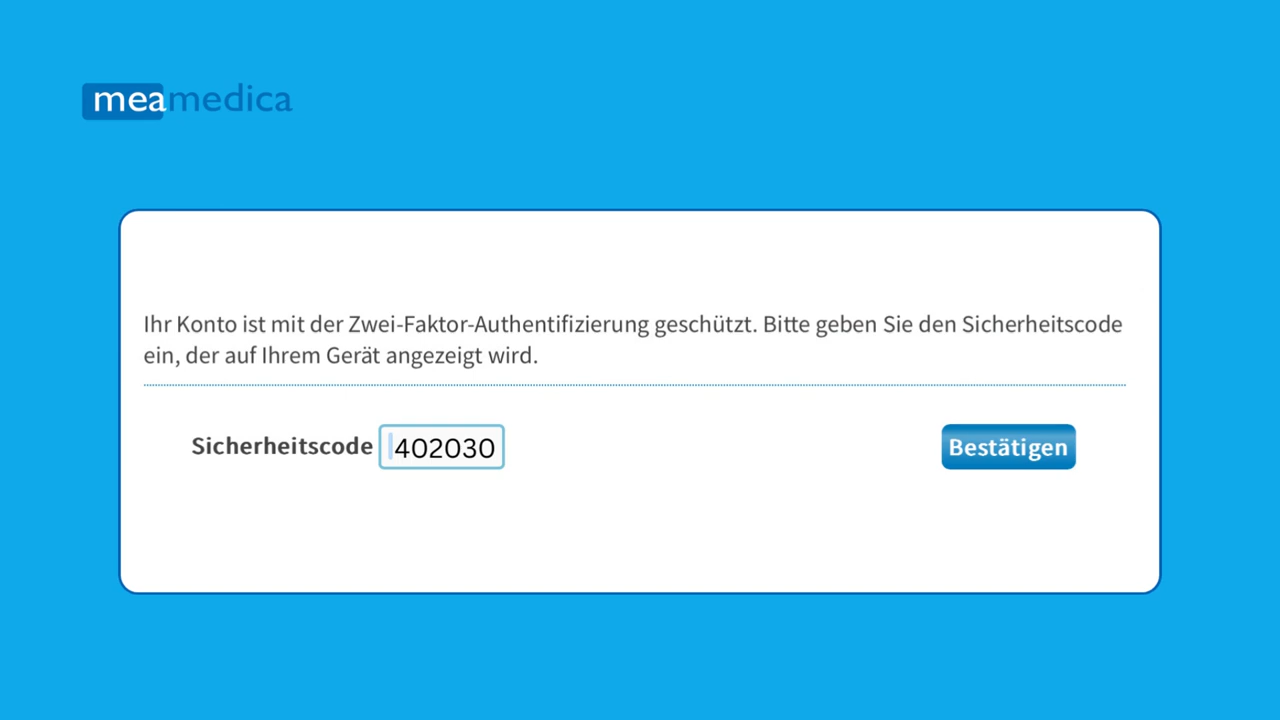 meamedica
Ihr Konto ist mit der Zwei-Faktor-Authentifizierung geschützt. Bitte geben Sie den Sicherheitscode
ein, der auf Ihrem Gerät angezeigt wird.
Sicherheitscode 402030 Bestätigen